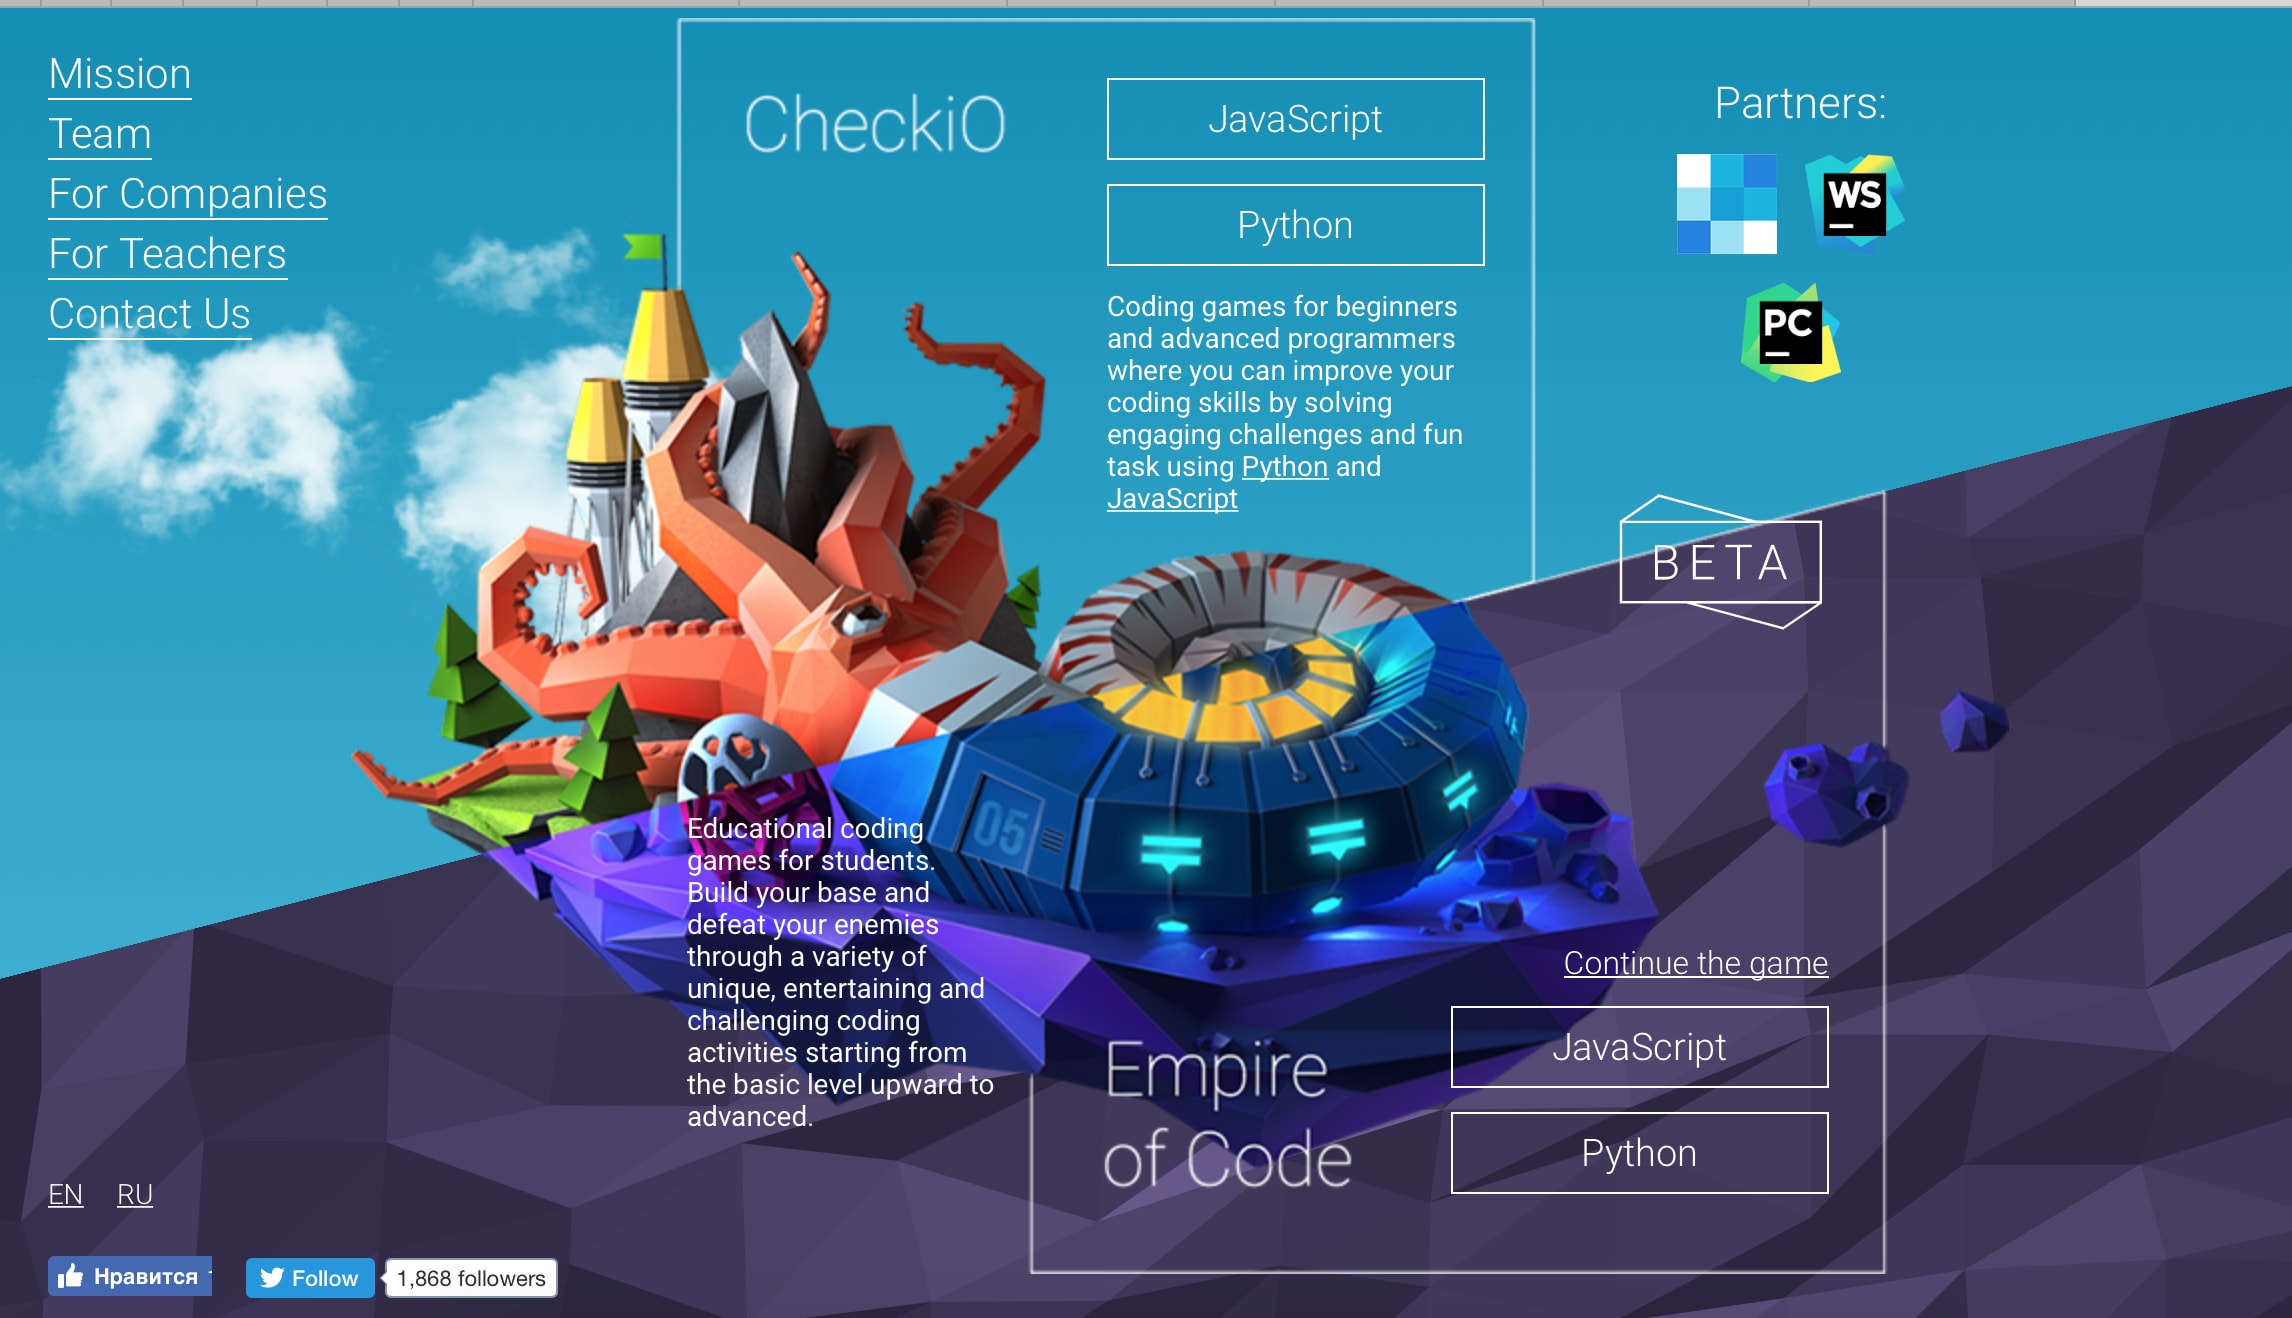 Mission
Team
For Companies
For Teachers
Contact Us
CheckiO
JavaScript
Python
Coding games for beginners
and advanced programmers
where you can improve your
coding skills by solving
engaging challenges and fun
task using Python and
JavaScript
Partners:
WS
PC
BETA
05
Educational coding
games for students.
Build your base and
defeat your enemies
through a variety of
unique, entertaining and
challenging coding
activities starting from
the basic level upward to
advanced.
Continue the game
Empire
of Code
JavaScript
Python
EN RU
Нравится
Follow
1,868 followers